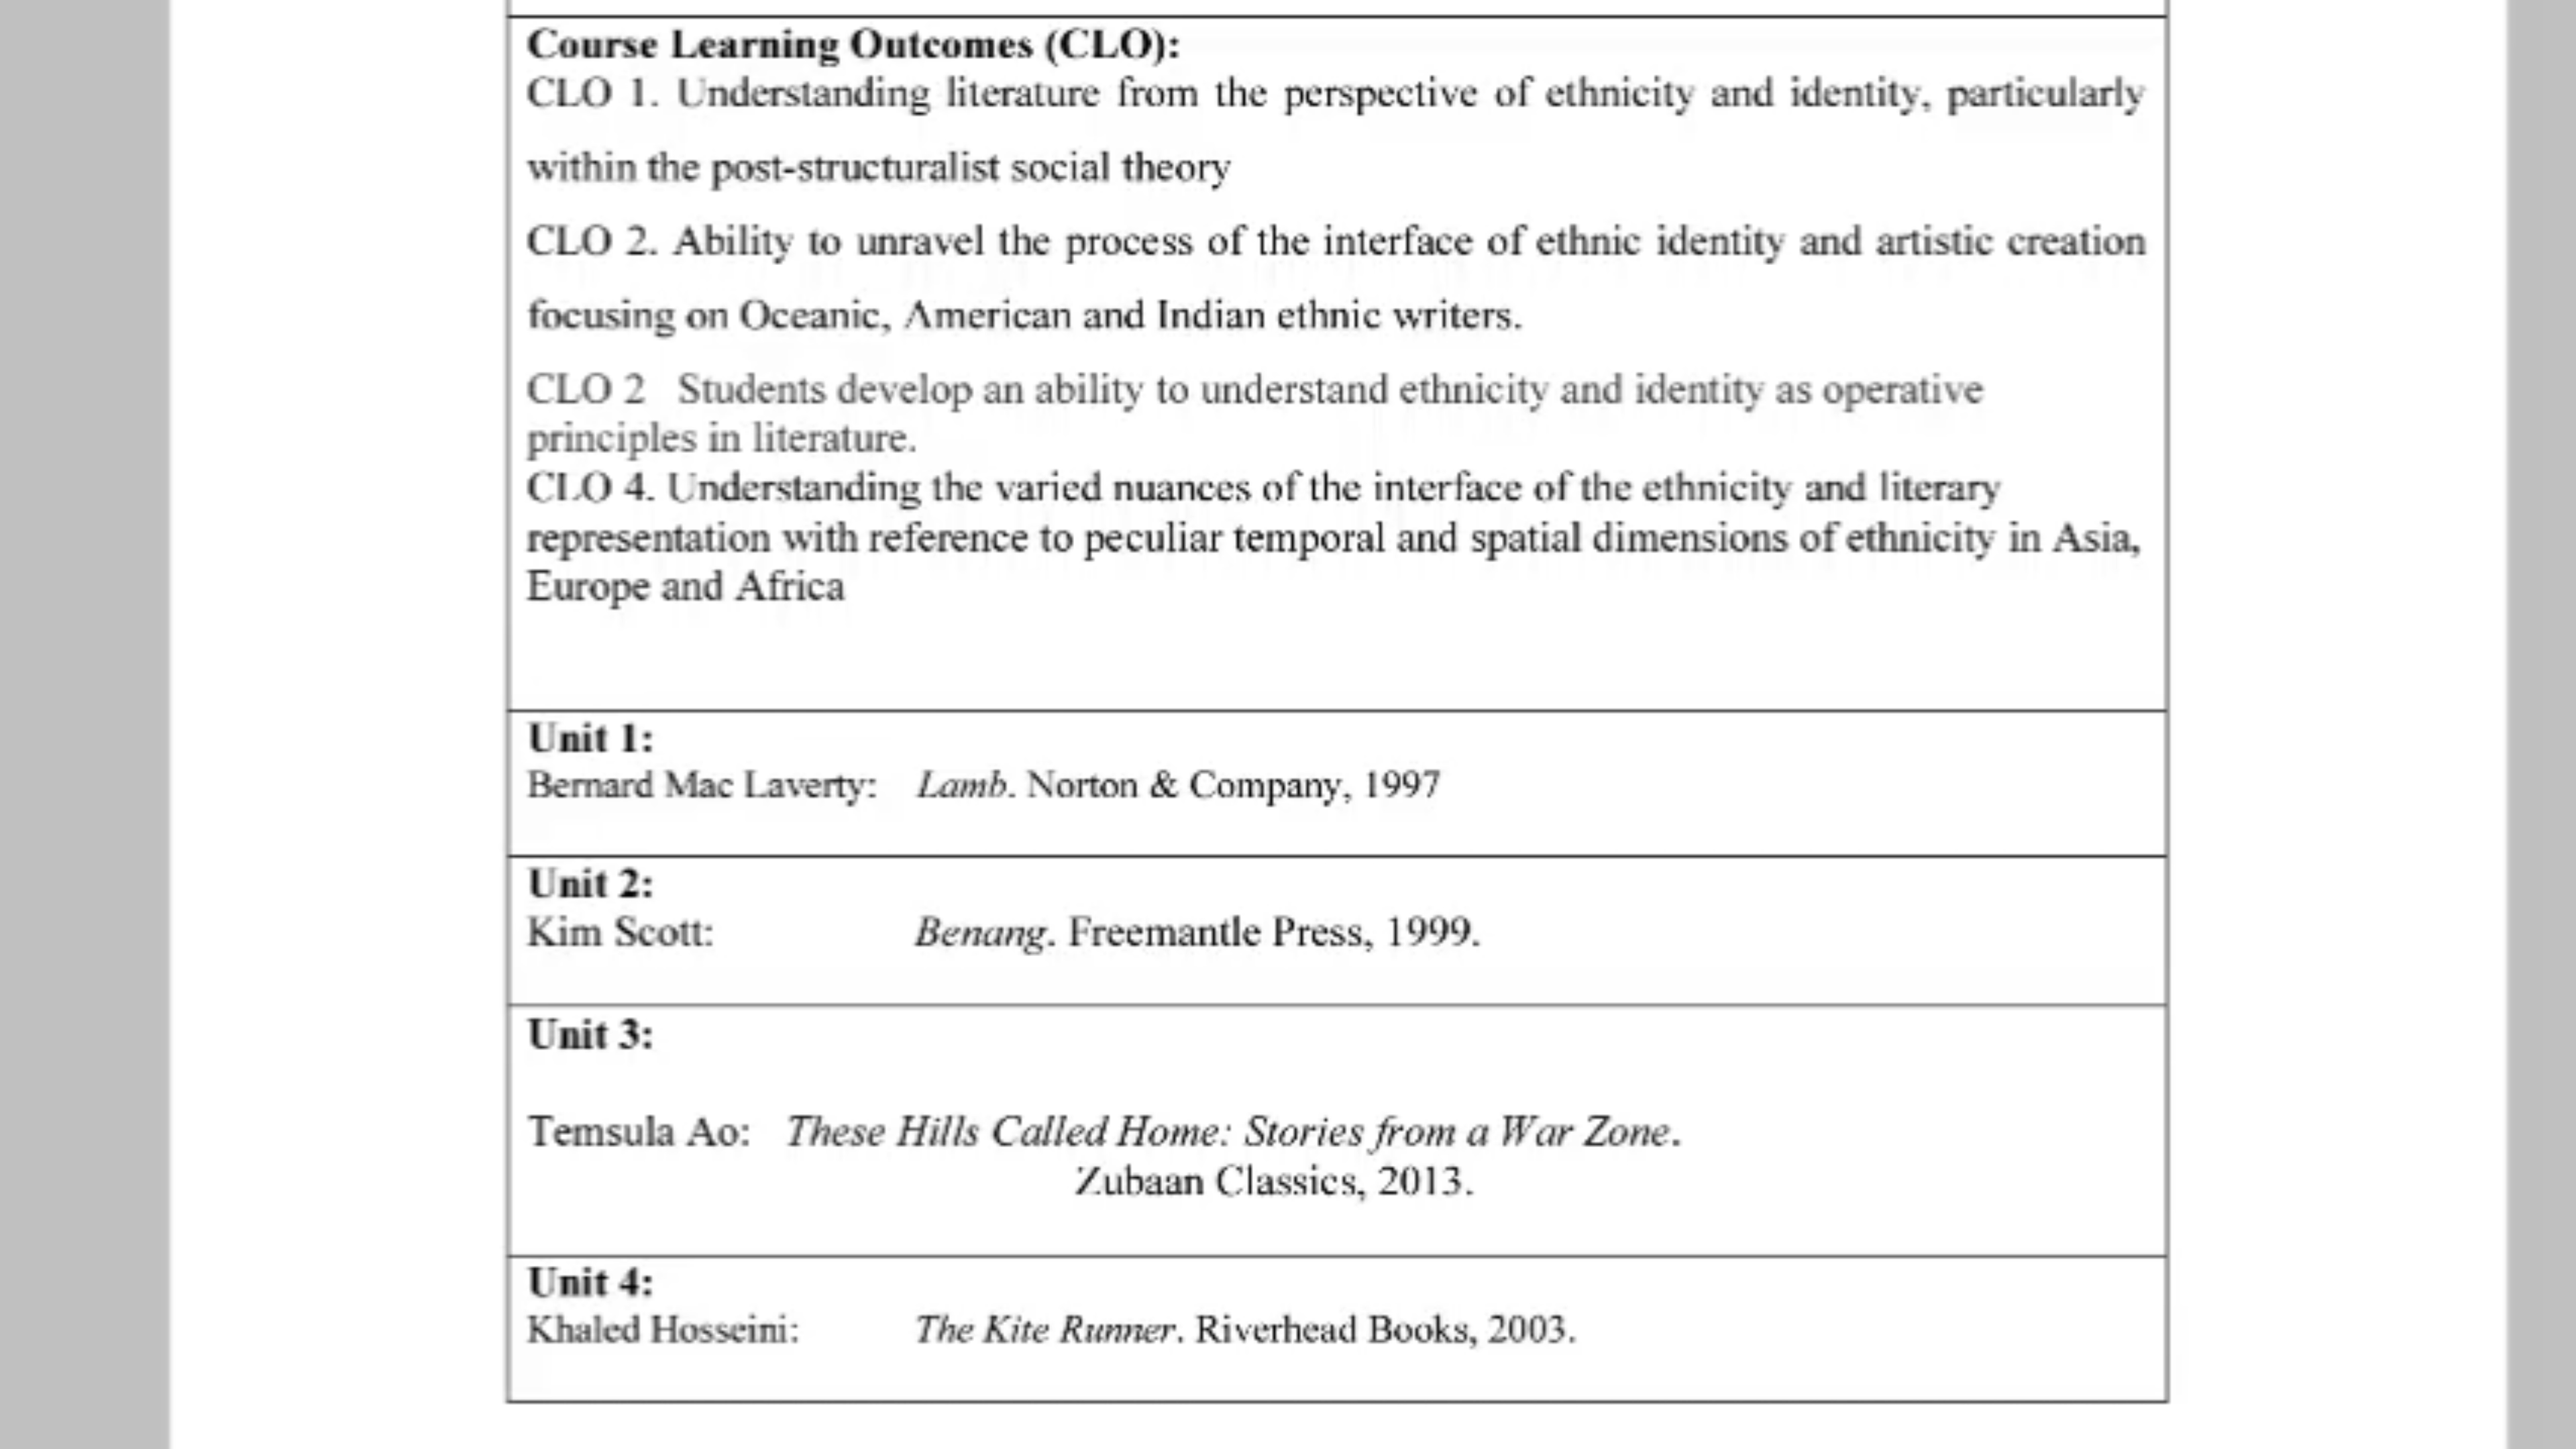 Course Learning Outcomes (CLO):
CLO 1. Understanding literature from the perspective of ethnicity and identity, particularly
within the post-structuralist social theory
CLO 2. Ability to unravel the process of the interface of ethnic identity and artistic creation
focusing on Oceanic, American and Indian ethnic writers.
CLO 2 Students develop an ability to understand ethnicity and identity as operative
principles in literature.
CLO 4. Understanding the varied nuances of the interface of the ethnicity and literary
representation with reference to peculiar temporal and spatial dimensions of ethnicity in Asia,
Europe and Africa
Unit 1:
Bernard Mac Laverty: Lamb. Norton & Company, 1997
Unit 2:
Kim Scott: Benang. Freemantle Press, 1999.
Unit 3:
Temsula Ao: These Hills Called Home: Stories from a War Zone.
Zubaan Classics, 2013.
Unit 4:
Khaled Hosseini: The Kite Runner. Riverhead Books, 2003.